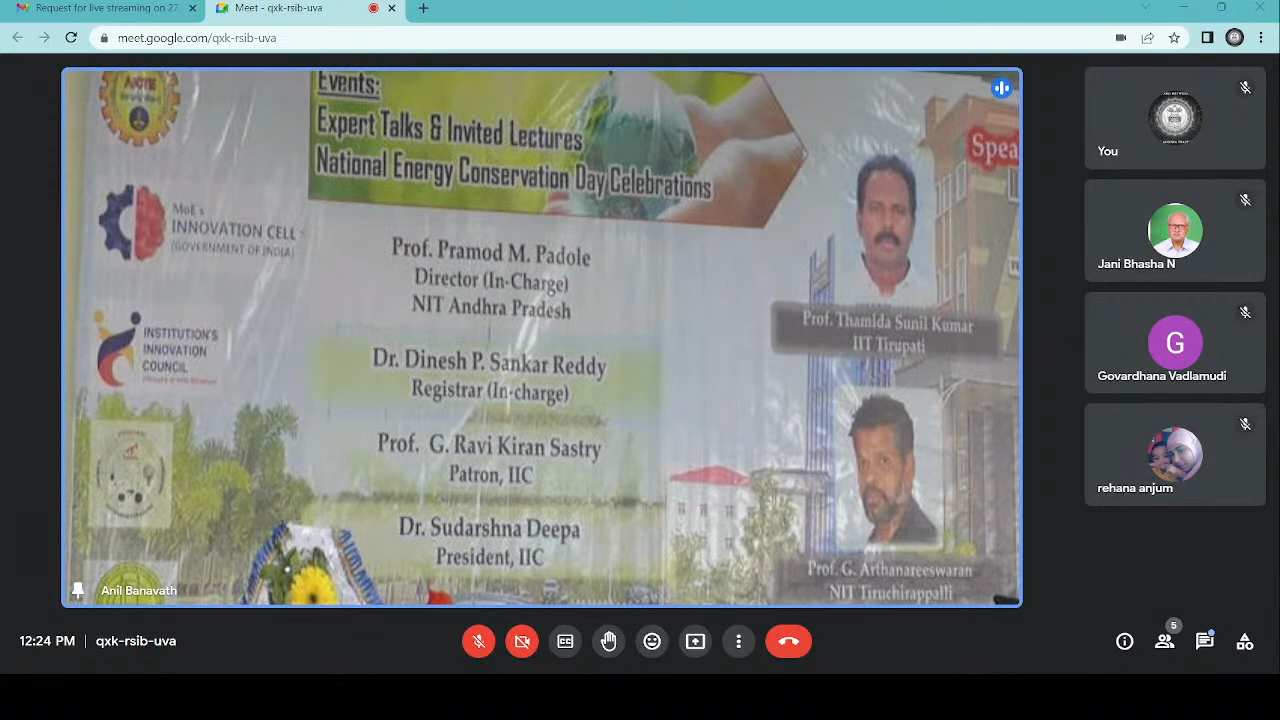 Request for live streaming on 27.
Meet - qxk-rsib-uva
meet.google.com/qxk-rsib-uva
Events:
Expert Talks & Invited Lectures
National Energy Conservation Day Celebrations
MoE's
INNOVATION CELL
(GOVERNMENT OF INDIA)
INSTITUTION'S
INNOVATION
COUNCIL
Prof. Pramod M. Padole
Director (In-Charge)
NIT Andhra Pradesh
Dr. Dinesh P. Sankar Reddy
Registrar (In-charge)
Prof. G. Ravi Kiran Sastry
Patron, IIC
Dr. Sudarshna Deepa
President, IIC
Spea
Prof. Thamida Sunil Kumar
IIT Tirupati
Prof. G. Arthanareeswaran
NIT Tiruchirappalli
Anil Banavath
You
Jani Bhasha N
G
Govardhana Vadlamudi
rehana anjum
12:24 PM | qxk-rsib-uva
5